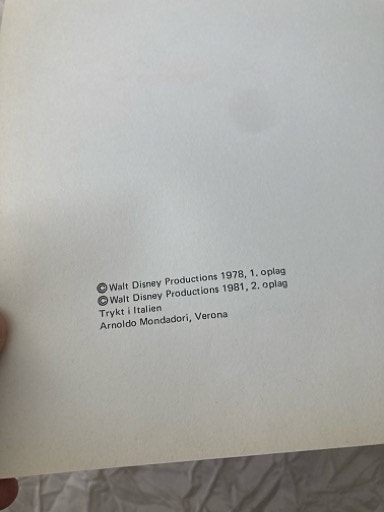 ©Walt Disney Productions 1978, 1. oplag
©Walt Disney Productions 1981, 2. oplag
Trykt i Italien
Arnoldo Mondadori, Verona